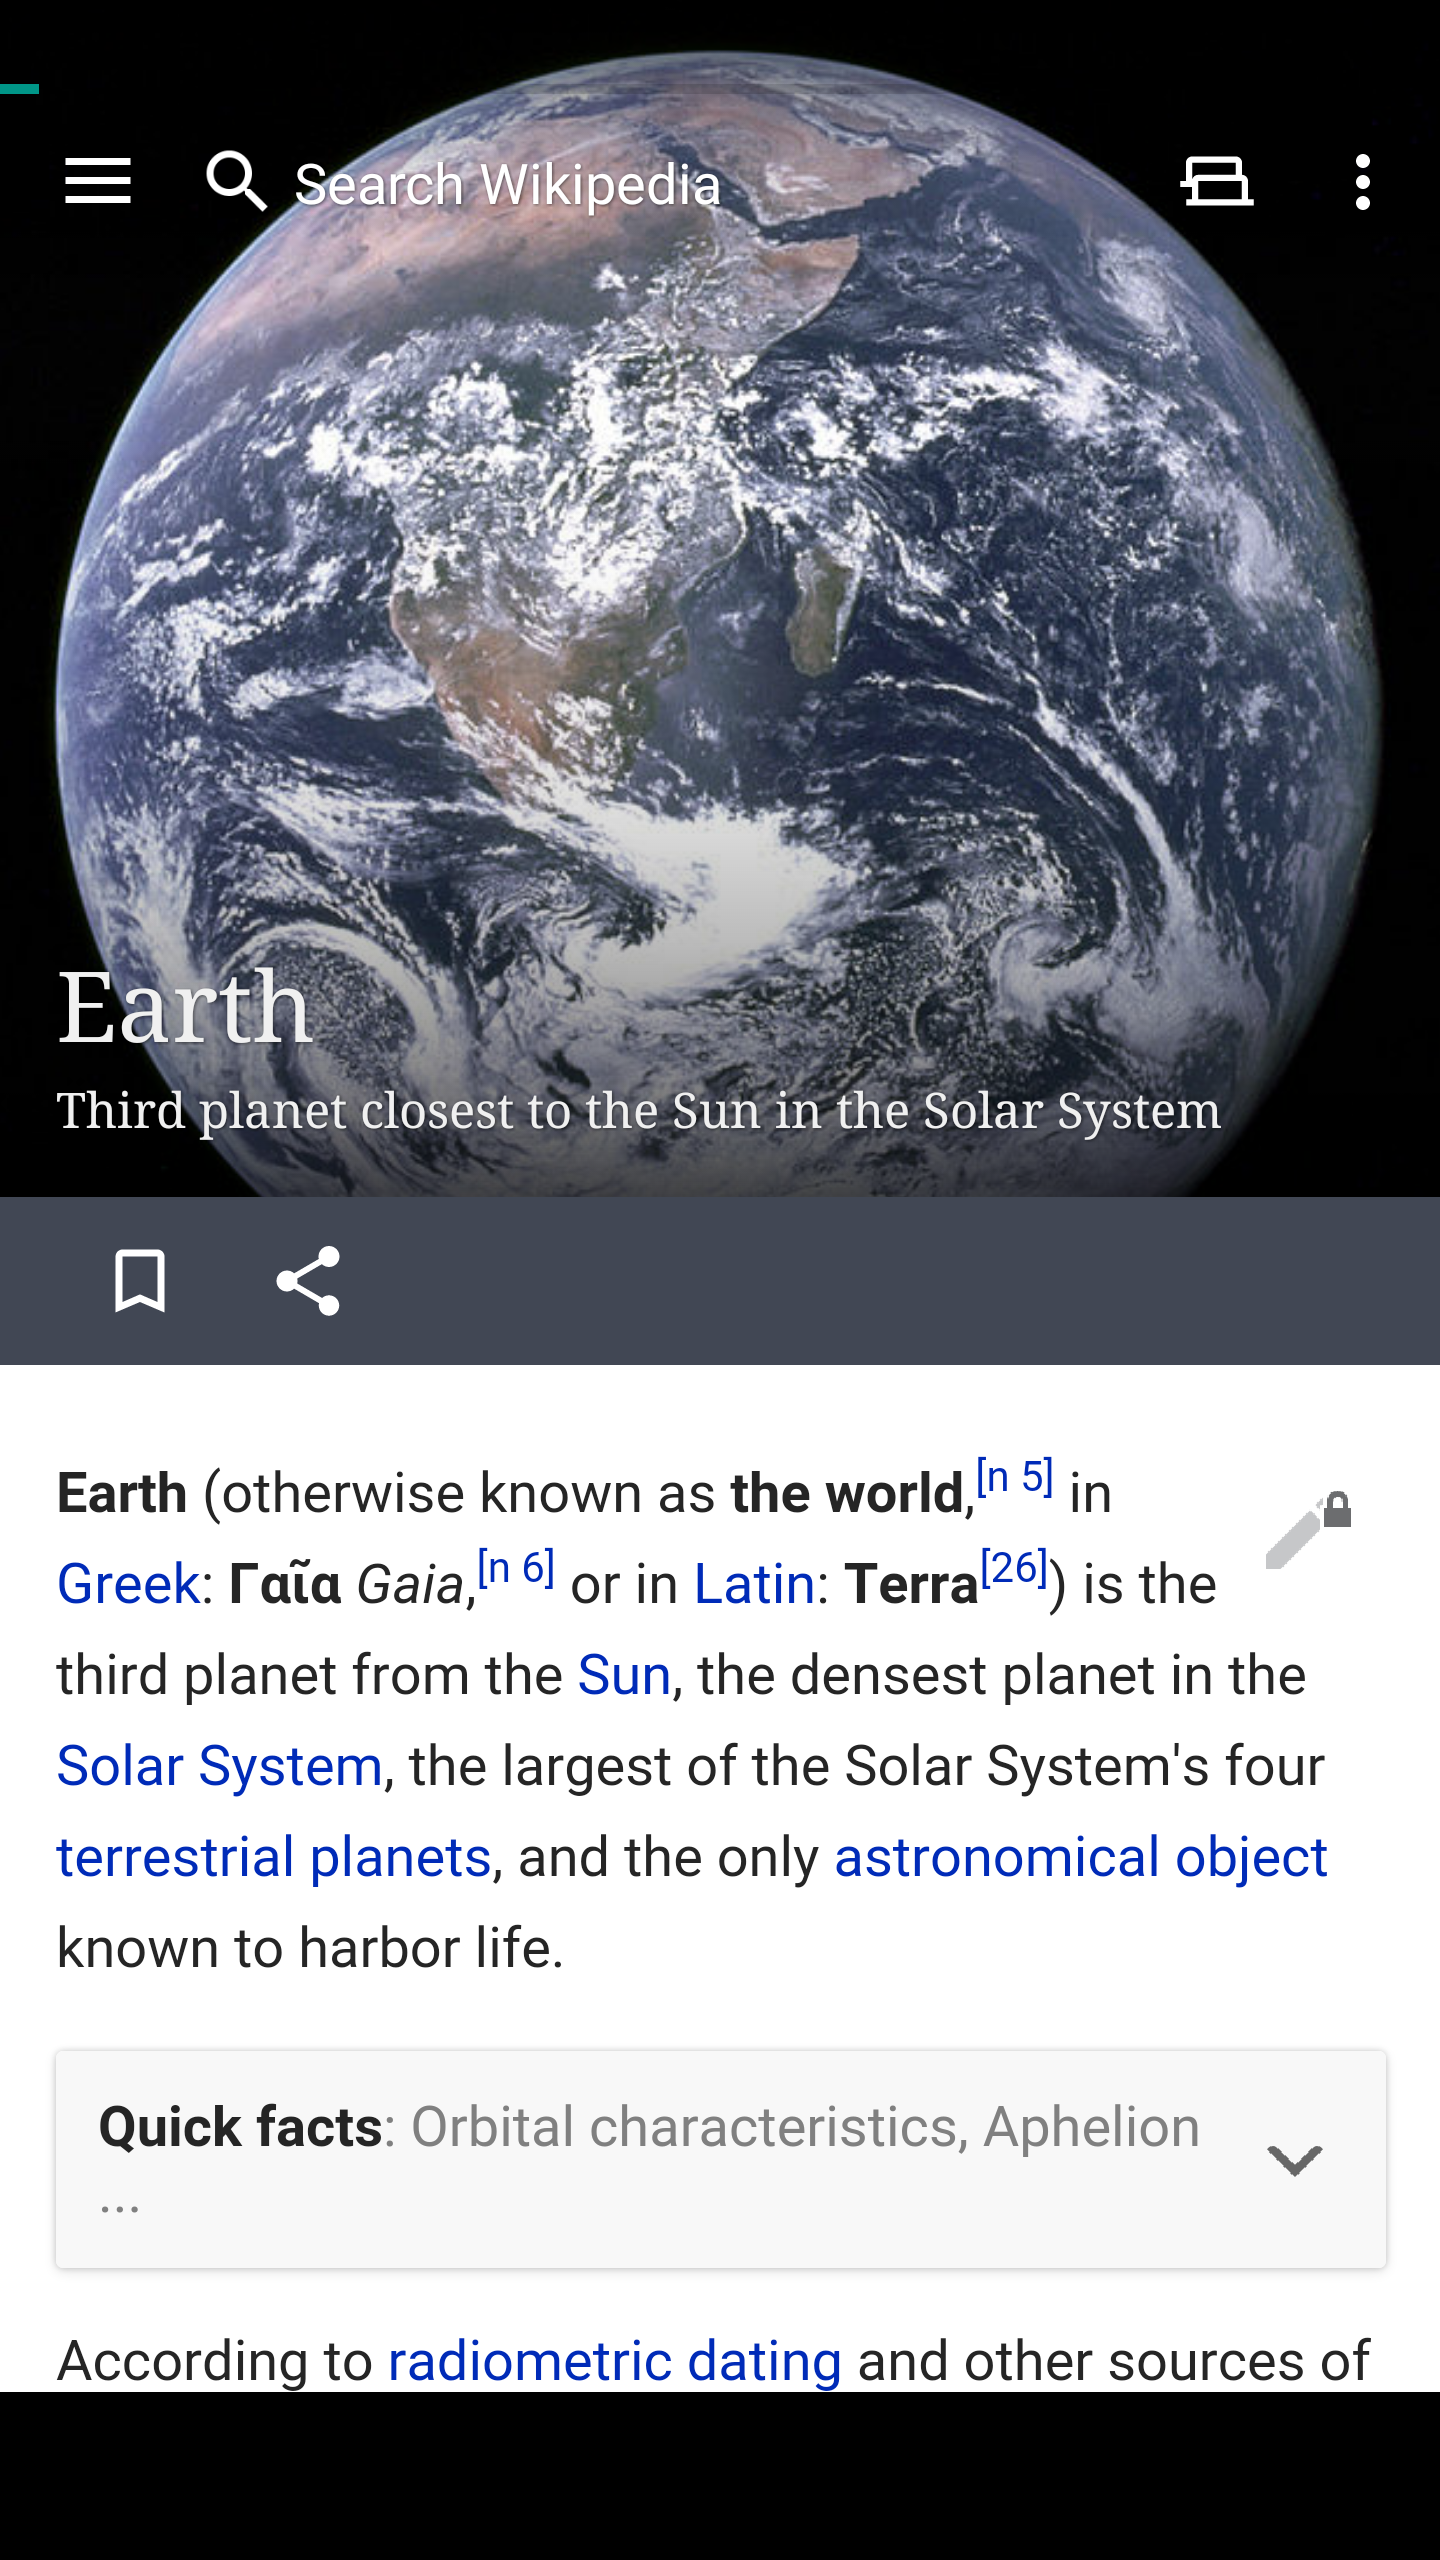 Search Wikipedia
Earth
Third planet closest to the Sun in the Solar System
Earth (otherwise known as the world,[n 5] in
Greek: Γαῖα Gaia,[n 6] or in Latin: Terra[26]) is the
third planet from the Sun, the densest planet in the
Solar System, the largest of the Solar System's four
terrestrial planets, and the only astronomical object
known to harbor life.
Quick facts: Orbital characteristics, Aphelion
...
According to radiometric dating and other sources of